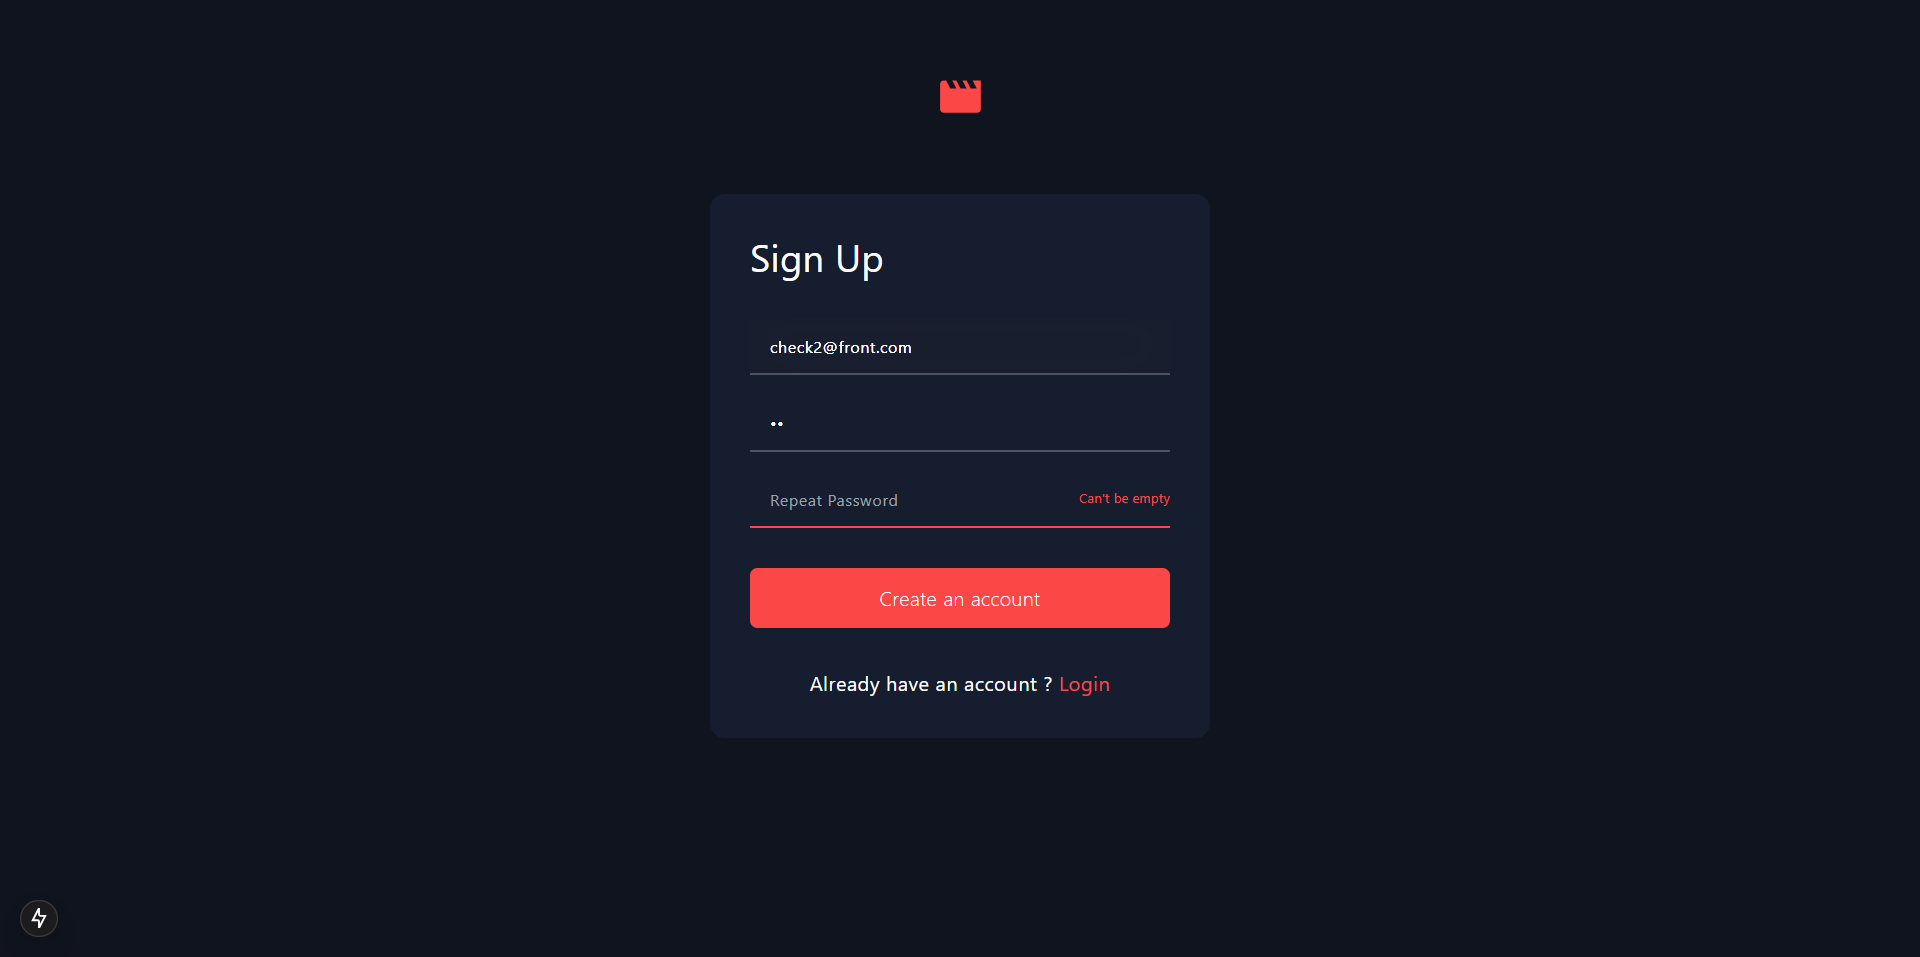 Sign Up
check2@front.com
••
Repeat Password
Can't be empty
Create an account
Already have an account ? Login